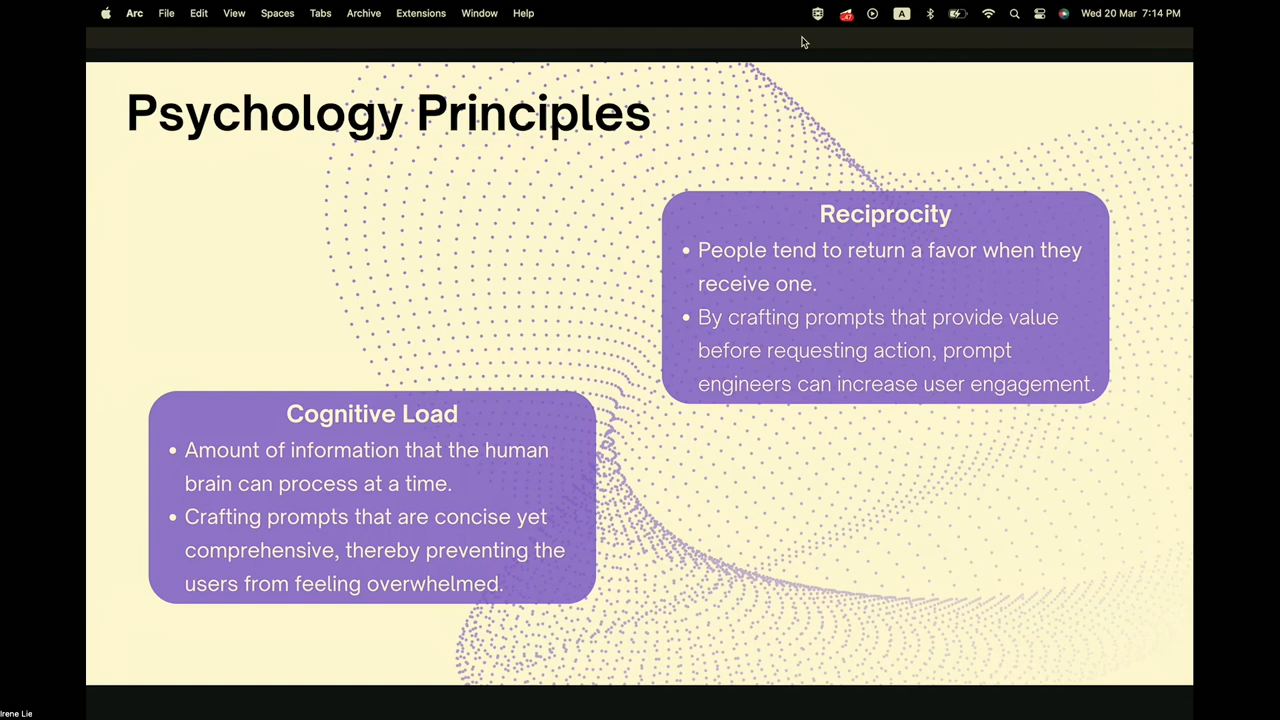 Arc File Edit View Spaces Tabs Archive Extensions Window Help
A
Wed 20 Mar 7:14 PM
Psychology Principles
Reciprocity
• People tend to return a favor when they
receive one.
• By crafting prompts that provide value
before requesting action, prompt
engineers can increase user engagement.
Cognitive Load
• Amount of information that the human
brain can process at a time.
• Crafting prompts that are concise yet
comprehensive, thereby preventing the
users from feeling overwhelmed.
Irene Lie